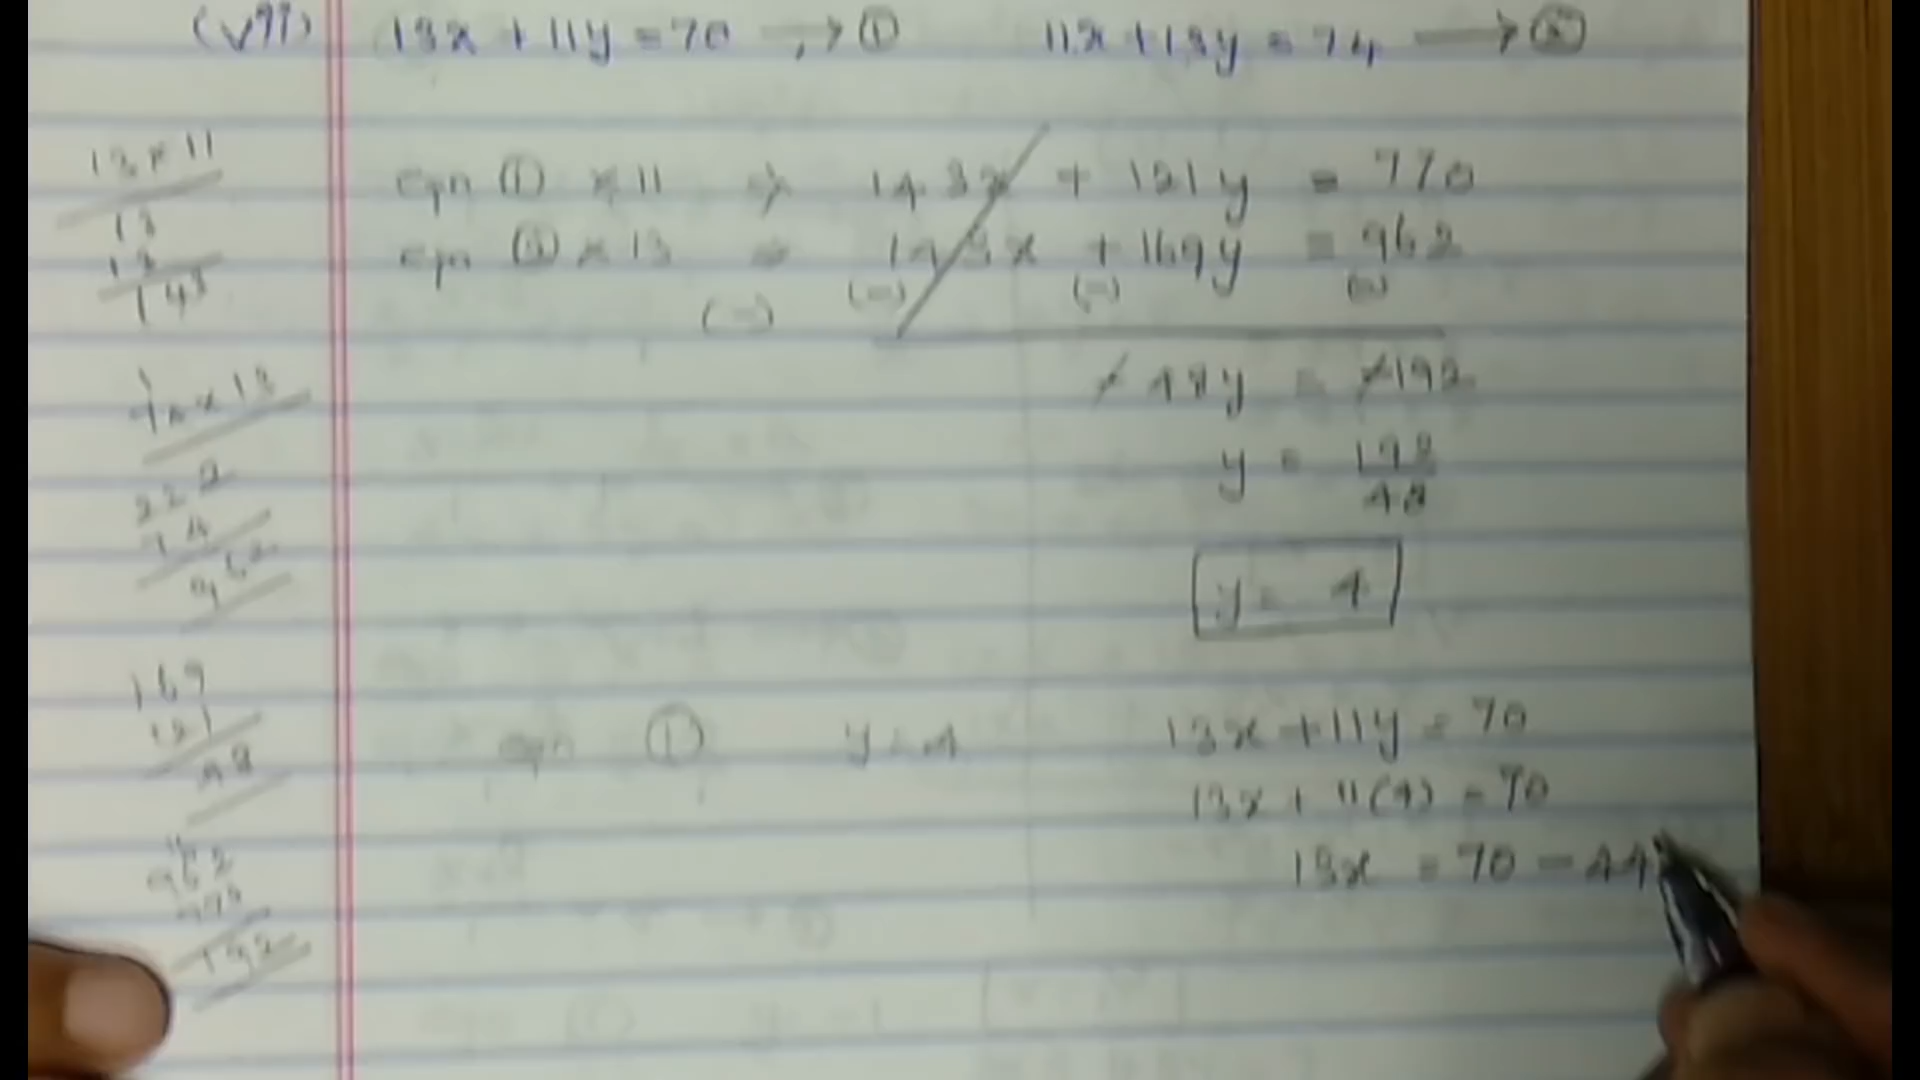 (vii) 13x + 11y = 70 → ① 11x + 13y = 74 → ②
13 x 11
13
13
143
eqn ① x 11 ⇒ 143x + 121y = 770
eqn ② x 13 ⇒ 143x + 169y = 962
(-) (-) (-) (-)
74 x 13
222
74
962
- 48y = - 192
y = 192/48
y = 4
169
121
48
962
770
192
eqn ① y = 4 13x + 11y = 70
13x + 11(4) = 70
13x = 70 - 44